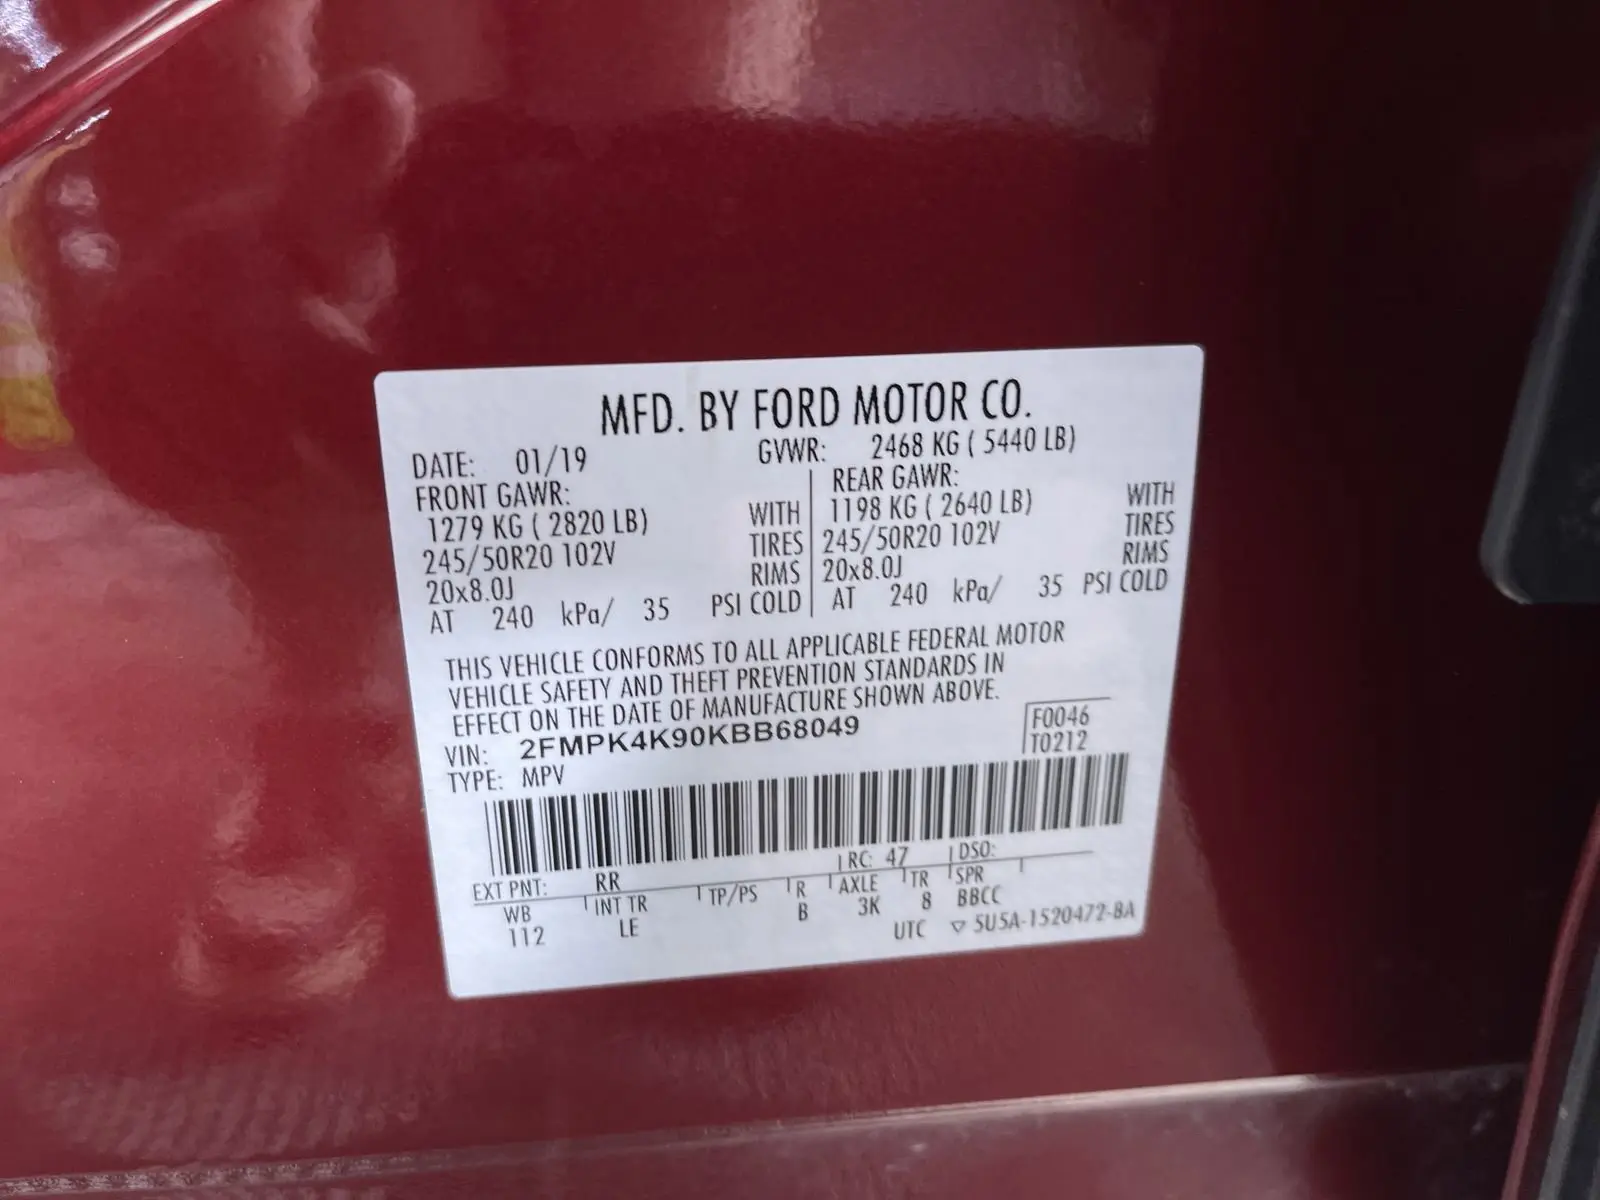 MFD. BY FORD MOTOR CO.
DATE: 01/19 GVWR: 2468 KG ( 5440 LB)
FRONT GAWR: REAR GAWR:
1279 KG ( 2820 LB) WITH 1198 KG ( 2640 LB) WITH
245/50R20 102V TIRES 245/50R20 102V TIRES
20x8.0J RIMS 20x8.0J RIMS
AT 240 kPa/ 35 PSI COLD AT 240 kPa/ 35 PSI COLD
THIS VEHICLE CONFORMS TO ALL APPLICABLE FEDERAL MOTOR
VEHICLE SAFETY AND THEFT PREVENTION STANDARDS IN
EFFECT ON THE DATE OF MANUFACTURE SHOWN ABOVE.
VIN: 2FMPK4K90KBB68049 F0046
TYPE: MPV T0212
EXT PNT: RR RC: 47 DSO:
WB INT TR TP/PS R AXLE TR SPR
112 LE B 3K 8 BBCC
UTC ▽ 5U5A-1520472-BA